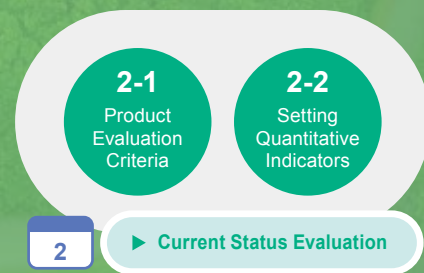 2-1
Product
Evaluation
Criteria
2-2
Setting
Quantitative
Indicators
2
Current Status Evaluation